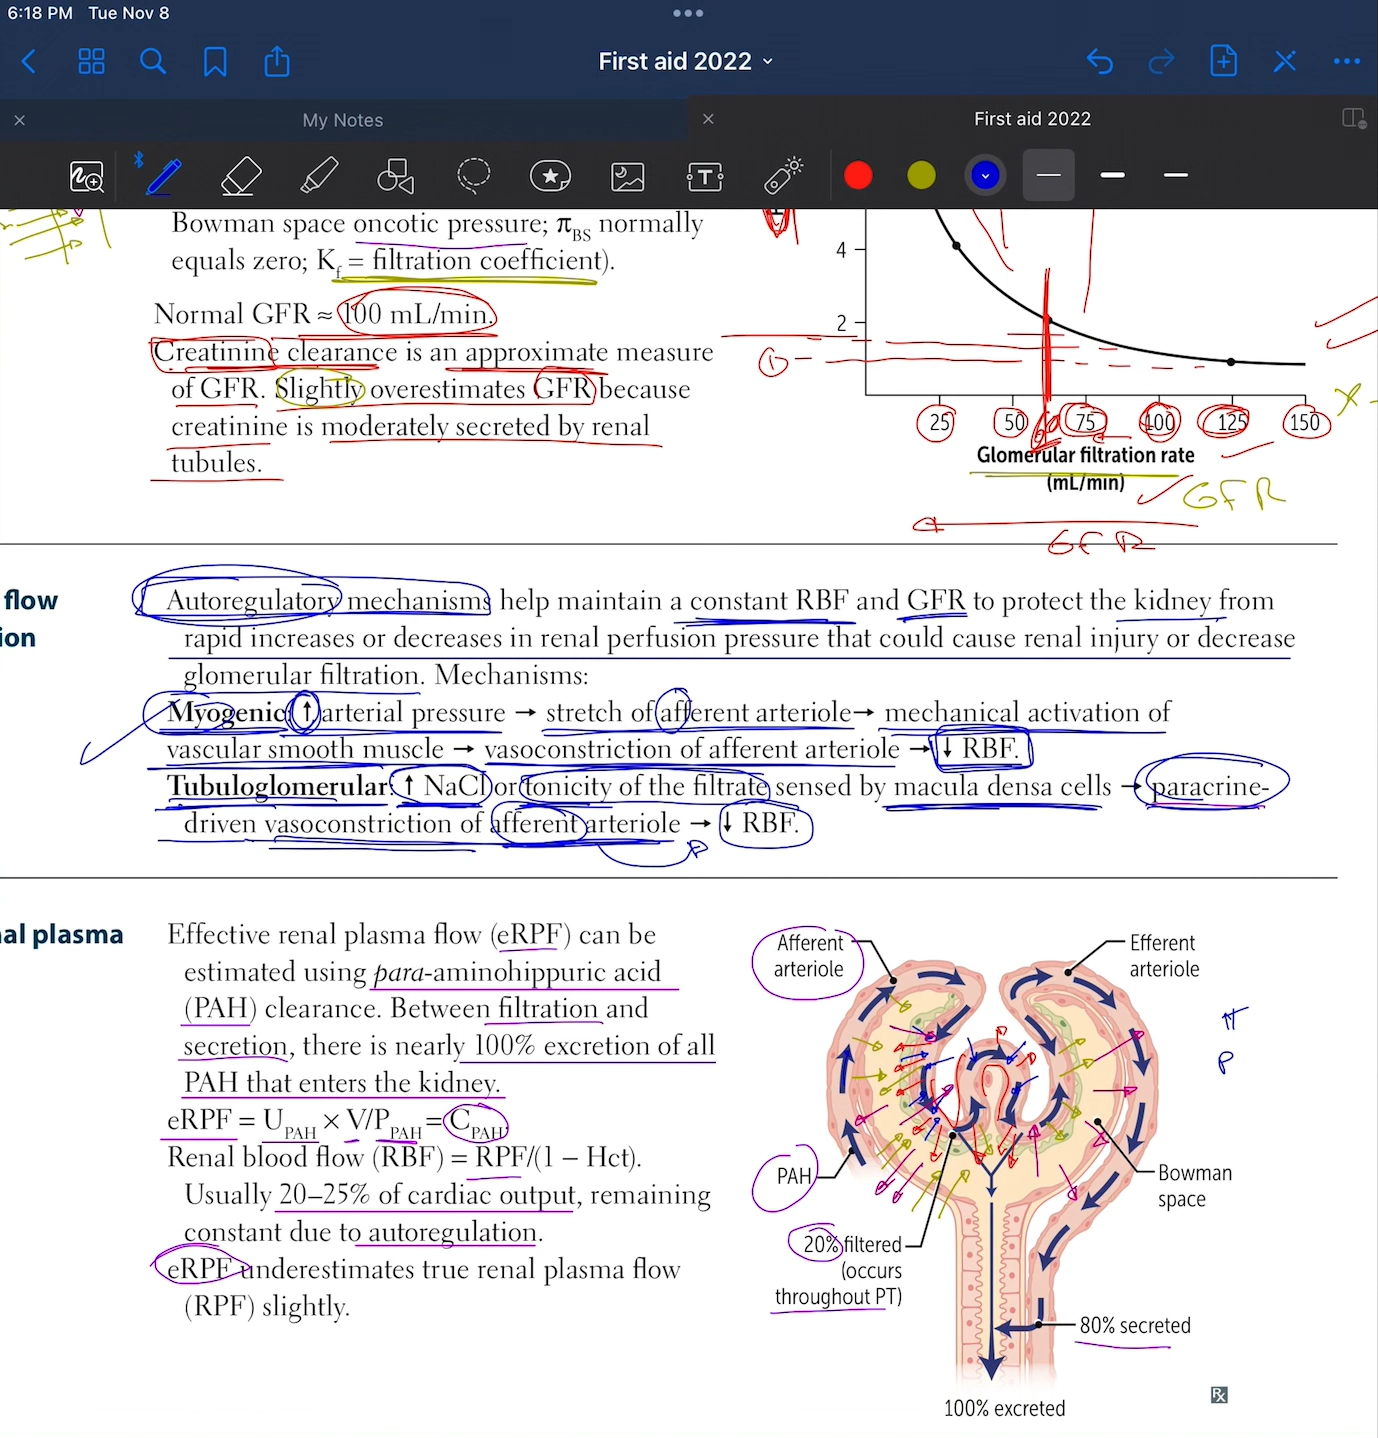 6:18 PM Tue Nov 8
First aid 2022
My Notes
First aid 2022
Bowman space oncotic pressure; πBS normally
equals zero; Kf = filtration coefficient).
Normal GFR ≈ 100 mL/min.
Creatinine clearance is an approximate measure
of GFR. Slightly overestimates GFR because
creatinine is moderately secreted by renal
tubules.
4
2
1
25 50 60 75 100 125 150
Glomerular filtration rate
(mL/min)
GFR
GFR
flow
ion
Autoregulatory mechanisms help maintain a constant RBF and GFR to protect the kidney from
rapid increases or decreases in renal perfusion pressure that could cause renal injury or decrease
glomerular filtration. Mechanisms:
Myogenic: ↑ arterial pressure → stretch of afferent arteriole → mechanical activation of
vascular smooth muscle → vasoconstriction of afferent arteriole → ↓ RBF.
Tubuloglomerular: ↑ NaCl or tonicity of the filtrate sensed by macula densa cells → paracrine-
driven vasoconstriction of afferent arteriole → ↓ RBF.
al plasma
Effective renal plasma flow (eRPF) can be
estimated using para-aminohippuric acid
(PAH) clearance. Between filtration and
secretion, there is nearly 100% excretion of all
PAH that enters the kidney.
eRPF = UPAH × V/PPAH = CPAH.
Renal blood flow (RBF) = RPF/(1 − Hct).
Usually 20–25% of cardiac output, remaining
constant due to autoregulation.
eRPF underestimates true renal plasma flow
(RPF) slightly.
Afferent
arteriole
Efferent
arteriole
π
P
PAH
Bowman
space
20% filtered
(occurs
throughout PT)
80% secreted
100% excreted
Rx